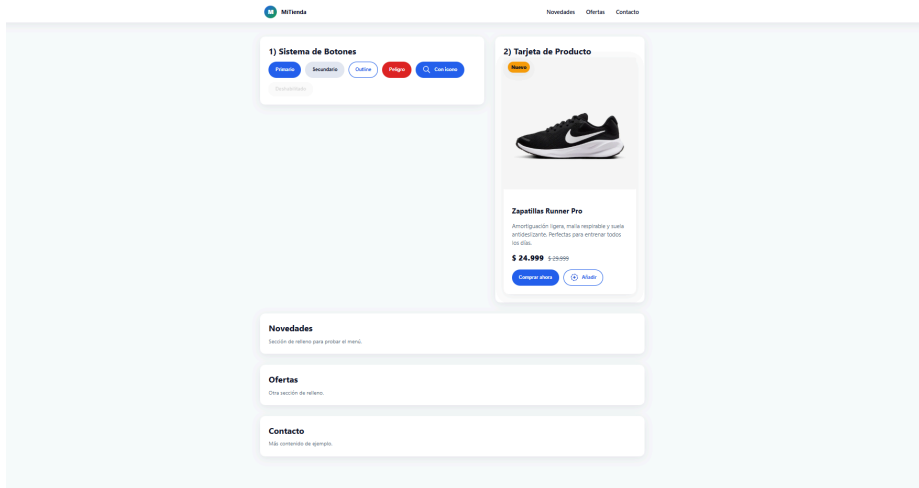 Mi MiTienda
Novedades Ofertas Contacto
1) Sistema de Botones
Primario Secundario Outline Peligro Con ícono
Deshabilitado
2) Tarjeta de Producto
Nuevo
Zapatillas Runner Pro
Amortiguación ligera, malla respirable y suela
antideslizante. Perfectas para entrenar todos
los días.
$ 24.999 $ 29.999
Comprar ahora Añadir
Novedades
Sección de relleno para probar el menú.
Ofertas
Otra sección de relleno.
Contacto
Más contenido de ejemplo.